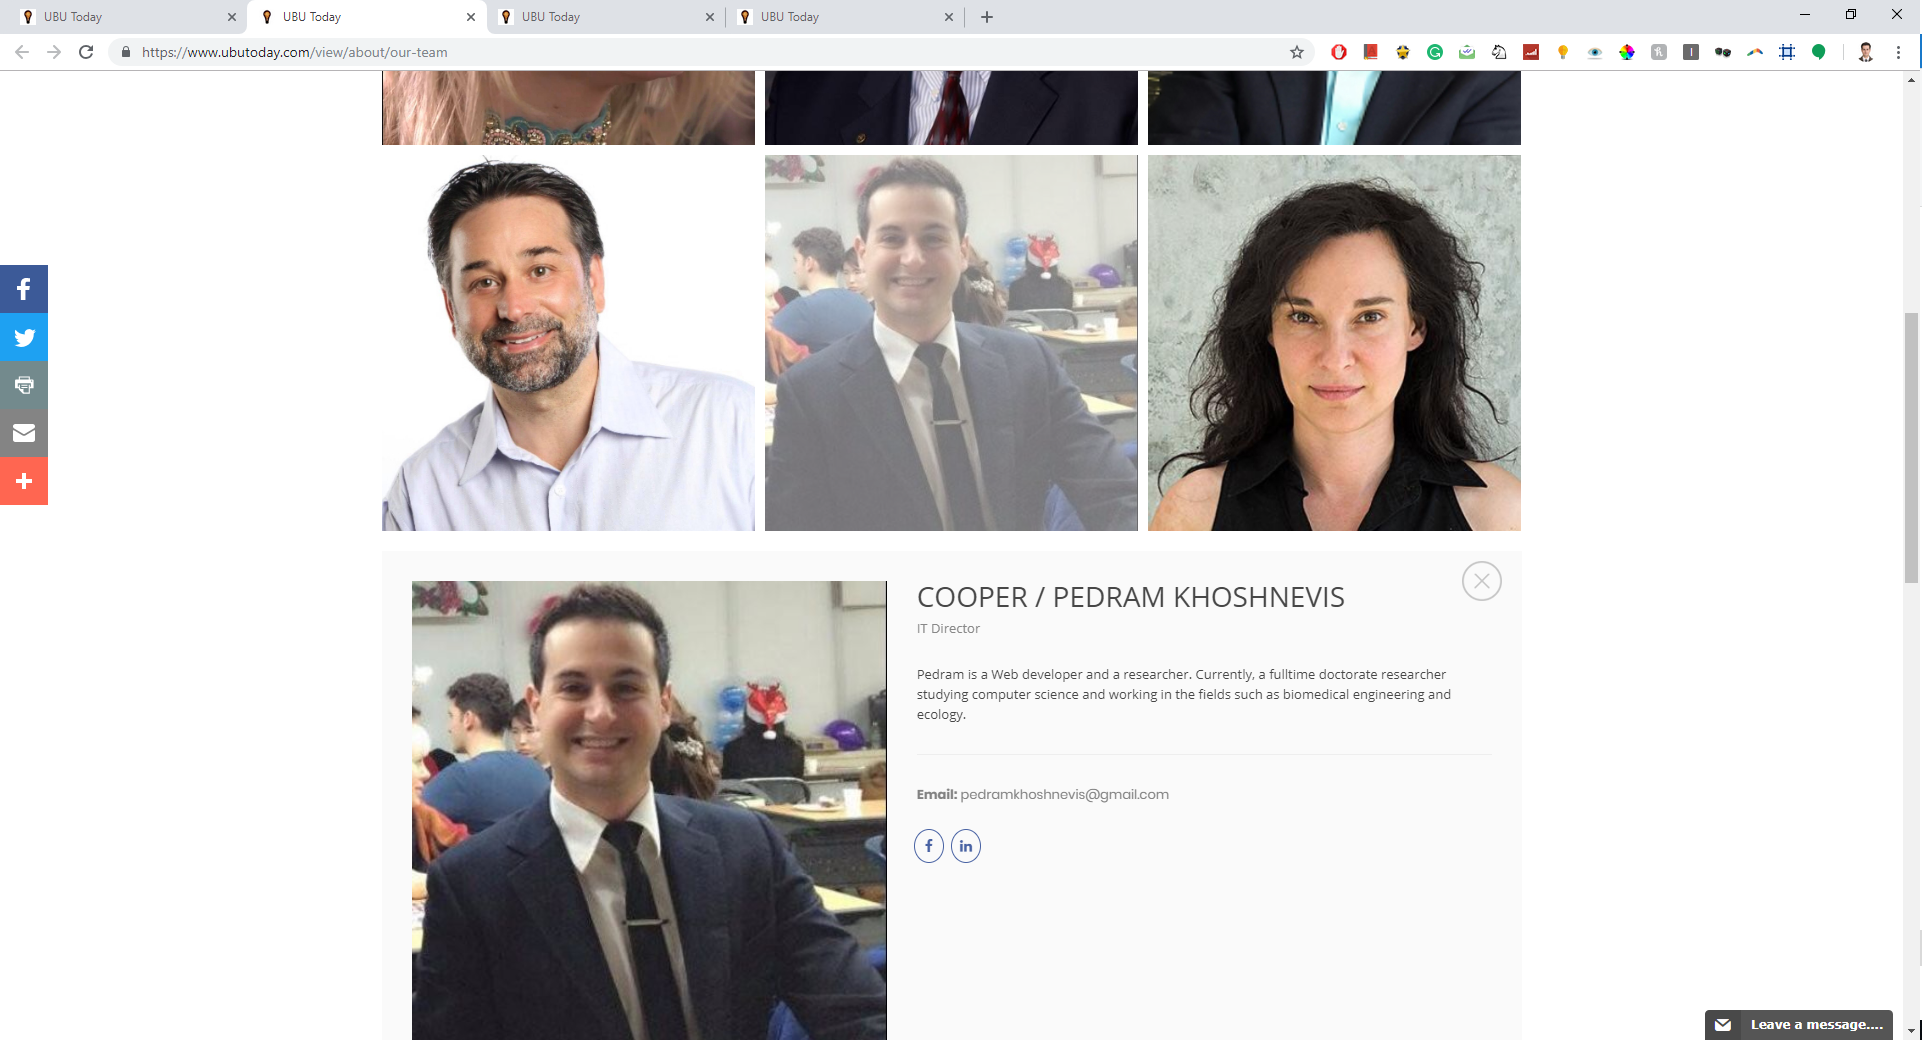 UBU Today
UBU Today
UBU Today
UBU Today
https://www.ubutoday.com/view/about/our-team
COOPER / PEDRAM KHOSHNEVIS
IT Director
Pedram is a Web developer and a researcher. Currently, a fulltime doctorate researcher
studying computer science and working in the fields such as biomedical engineering and
ecology.
Email: pedramkhoshnevis@gmail.com
f
in
Leave a message....